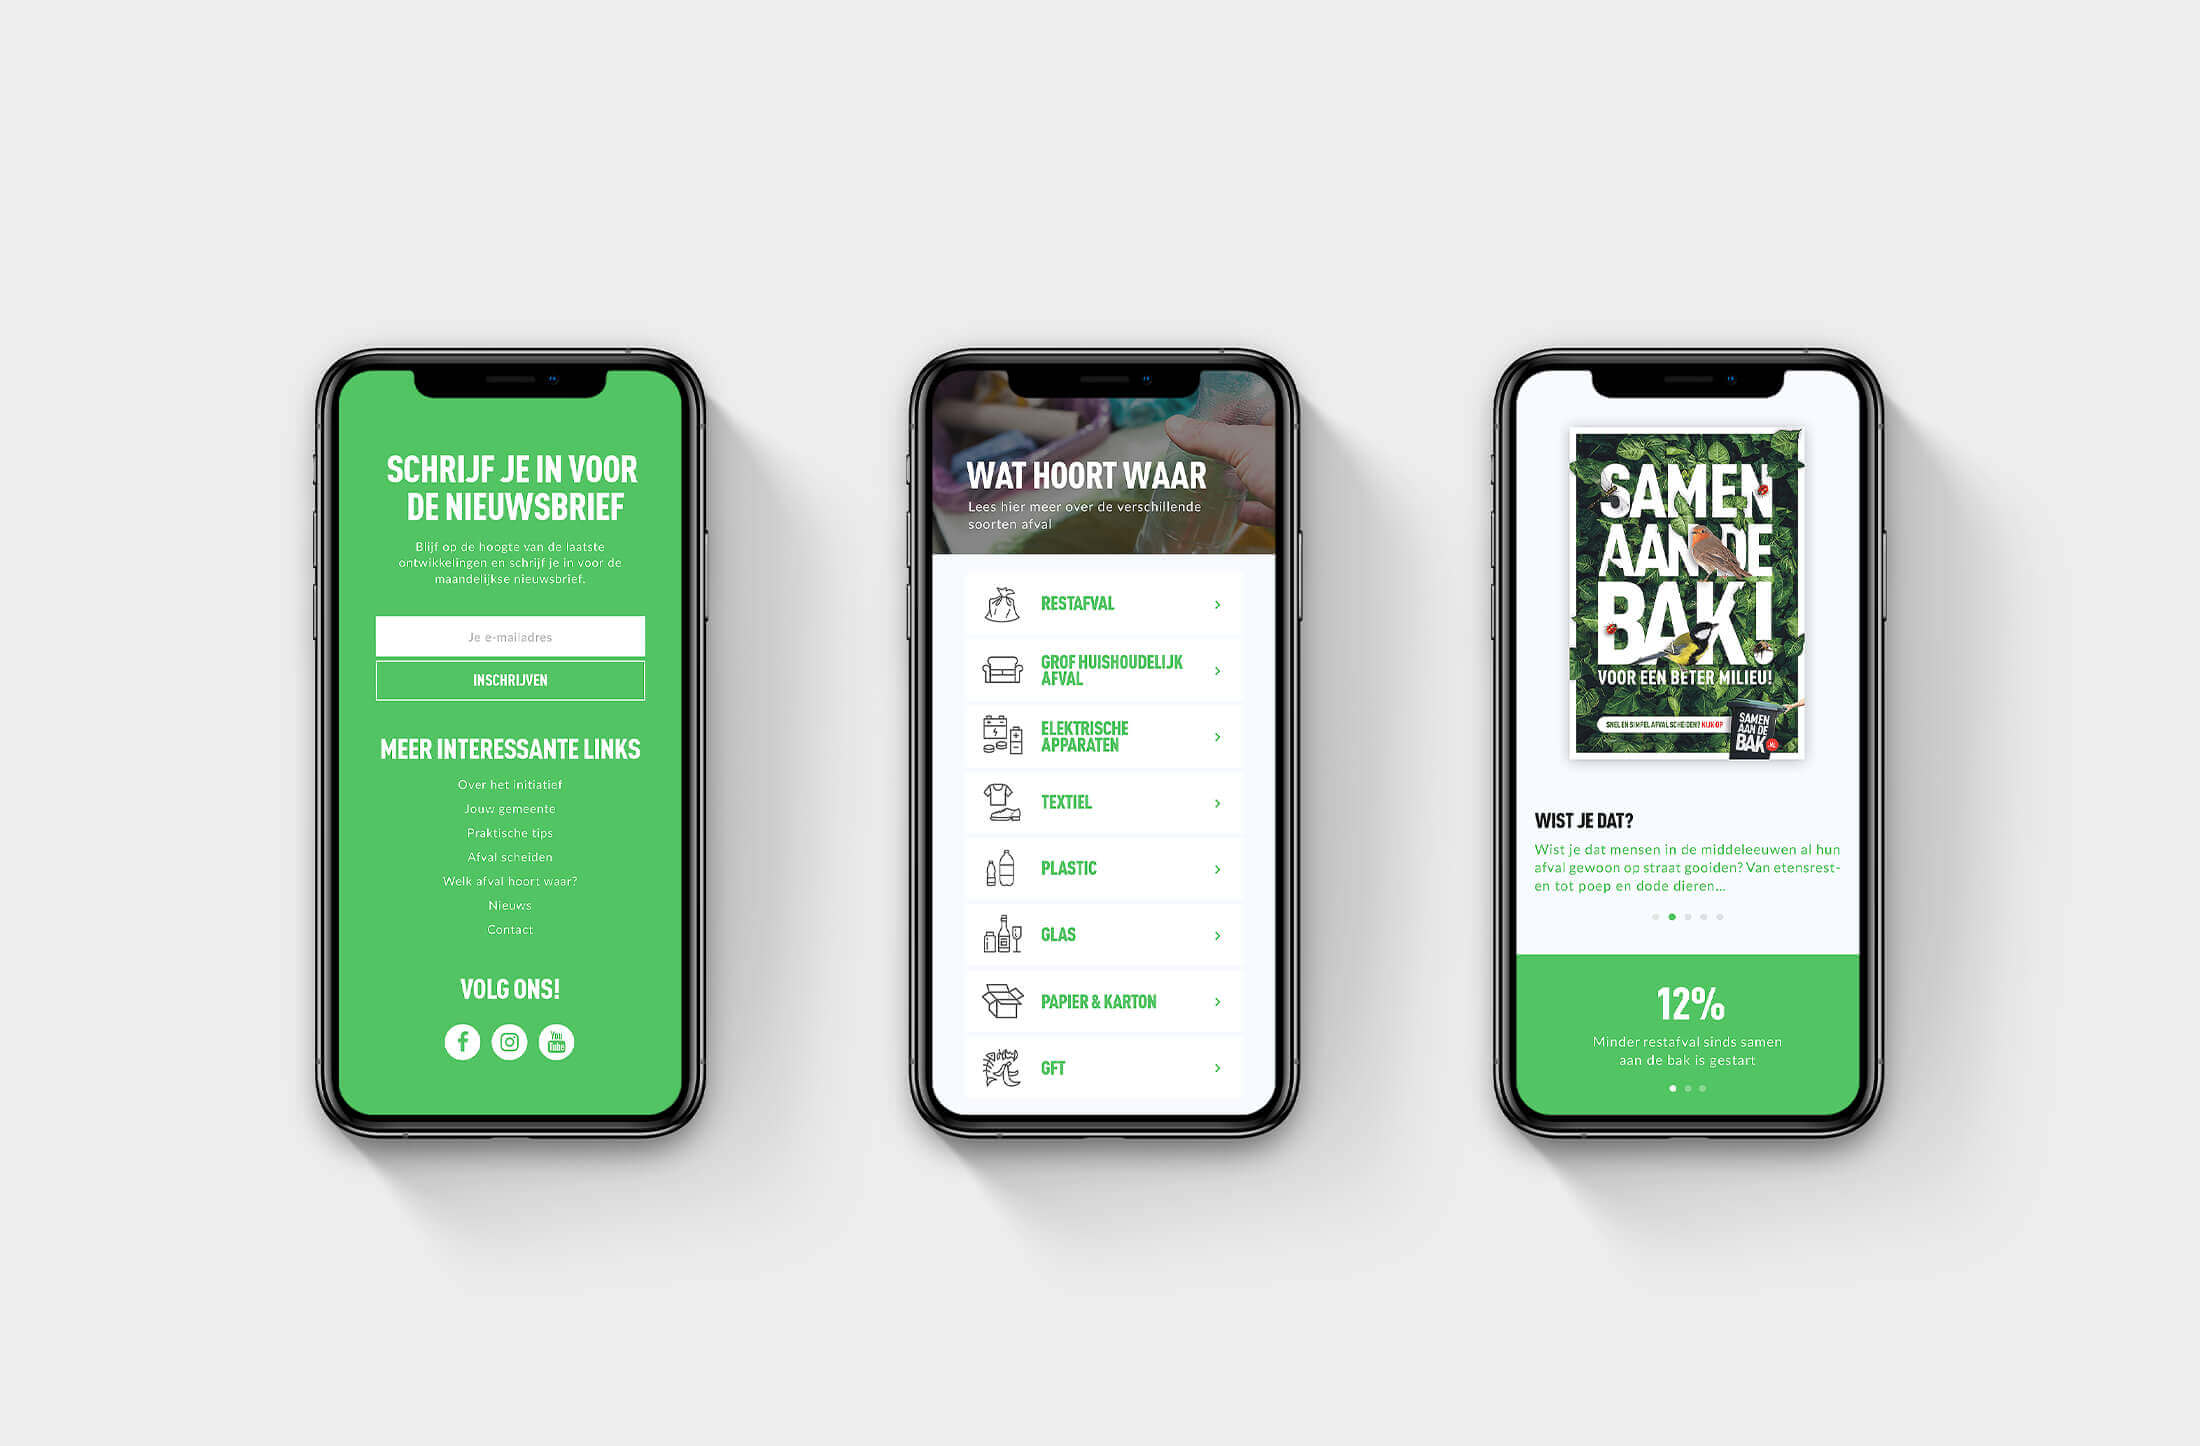 SCHRIJF JE IN VOOR
DE NIEUWSBRIEF
Blijf op de hoogte van de laatste
ontwikkelingen en schrijf je in voor de
maandelijkse nieuwsbrief.
Je e-mailadres
INSCHRIJVEN
MEER INTERESSANTE LINKS
Over het initiatief
Jouw gemeente
Praktische tips
Afval scheiden
Welk afval hoort waar?
Nieuws
Contact
VOLG ONS!
You
Tube
WAT HOORT WAAR
Lees hier meer over de verschillende
soorten afval
RESTAFVAL
GROF HUISHOUDELIJK
AFVAL
ELEKTRISCHE
APPARATEN
TEXTIEL
PLASTIC
GLAS
PAPIER & KARTON
GFT
SAMEN
AAN DE
BAK!
VOOR EEN BETER MILIEU!
SNEL EN SIMPEL AFVAL SCHEIDEN? KIJK OP
SAMEN
AAN DE
BAK
.NL
WIST JE DAT?
Wist je dat mensen in de middeleeuwen al hun
afval gewoon op straat gooiden? Van etensrest-
en tot poep en dode dieren...
12%
Minder restafval sinds samen
aan de bak is gestart